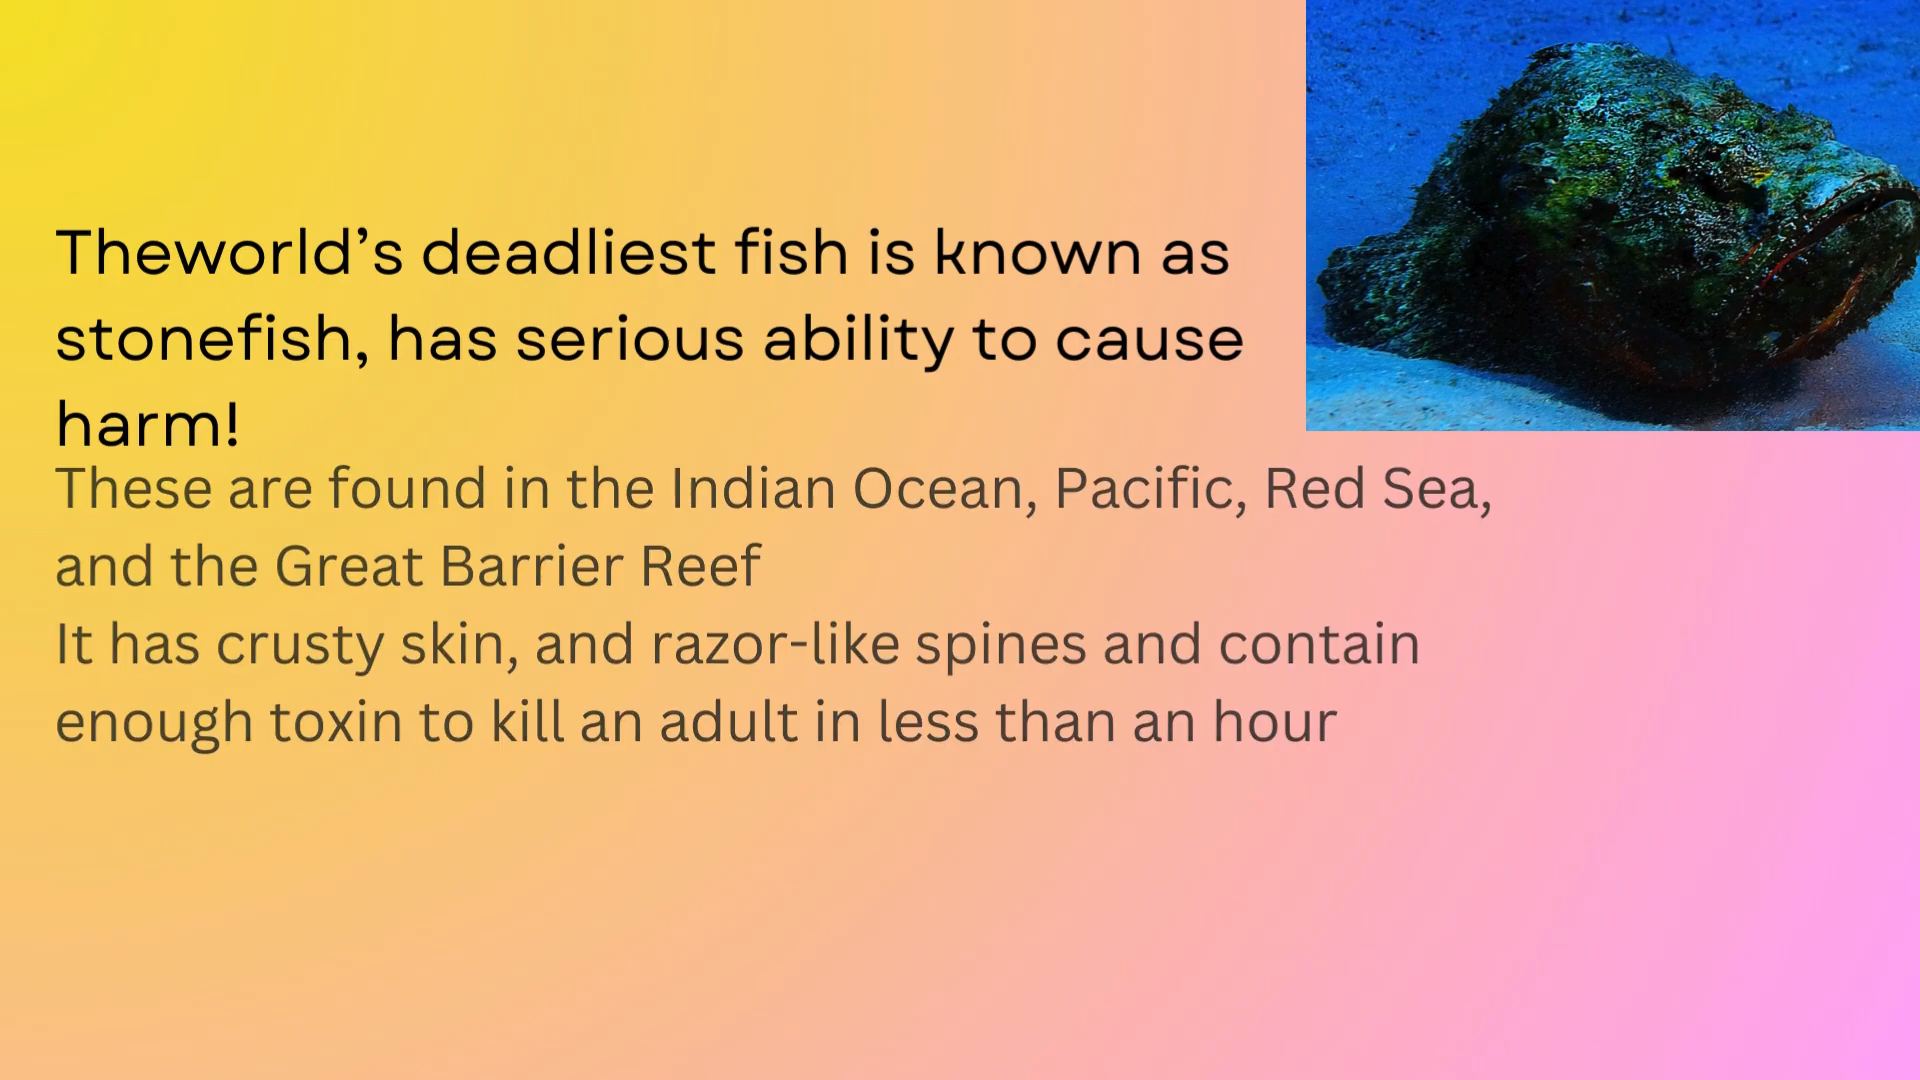 Theworld’s deadliest fish is known as
stonefish, has serious ability to cause
harm!
These are found in the Indian Ocean, Pacific, Red Sea,
and the Great Barrier Reef
It has crusty skin, and razor-like spines and contain
enough toxin to kill an adult in less than an hour